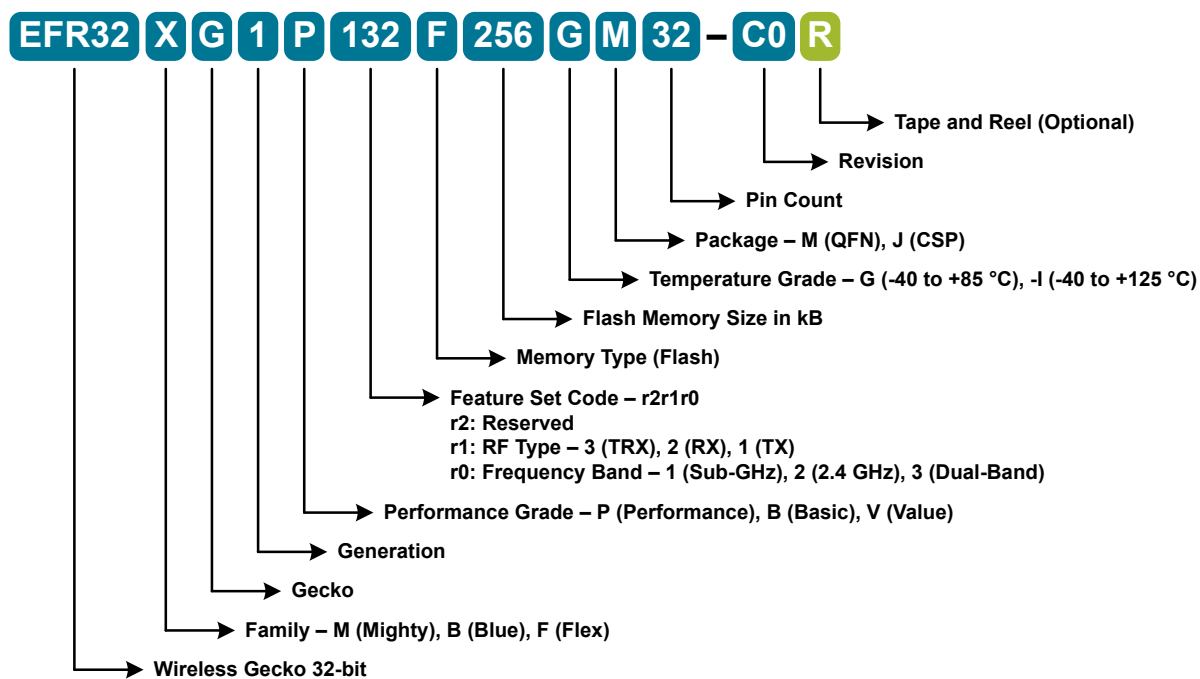 EFR32 X G 1 P 132 F 256 G M 32 – C0 R
Tape and Reel (Optional)
Revision
Pin Count
Package – M (QFN), J (CSP)
Temperature Grade – G (-40 to +85 °C), -I (-40 to +125 °C)
Flash Memory Size in kB
Memory Type (Flash)
Feature Set Code – r2r1r0
r2: Reserved
r1: RF Type – 3 (TRX), 2 (RX), 1 (TX)
r0: Frequency Band – 1 (Sub-GHz), 2 (2.4 GHz), 3 (Dual-Band)
Performance Grade – P (Performance), B (Basic), V (Value)
Generation
Gecko
Family – M (Mighty), B (Blue), F (Flex)
Wireless Gecko 32-bit